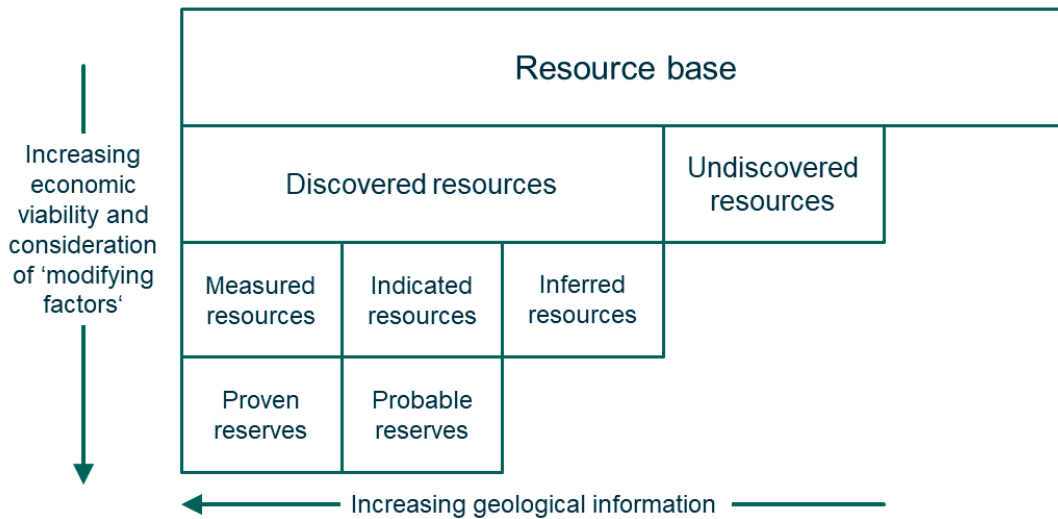 Resource base
Increasing
economic
viability and
consideration
of ‘modifying
factors‘
Discovered resources
Undiscovered
resources
Measured
resources
Indicated
resources
Inferred
resources
Proven
reserves
Probable
reserves
Increasing geological information